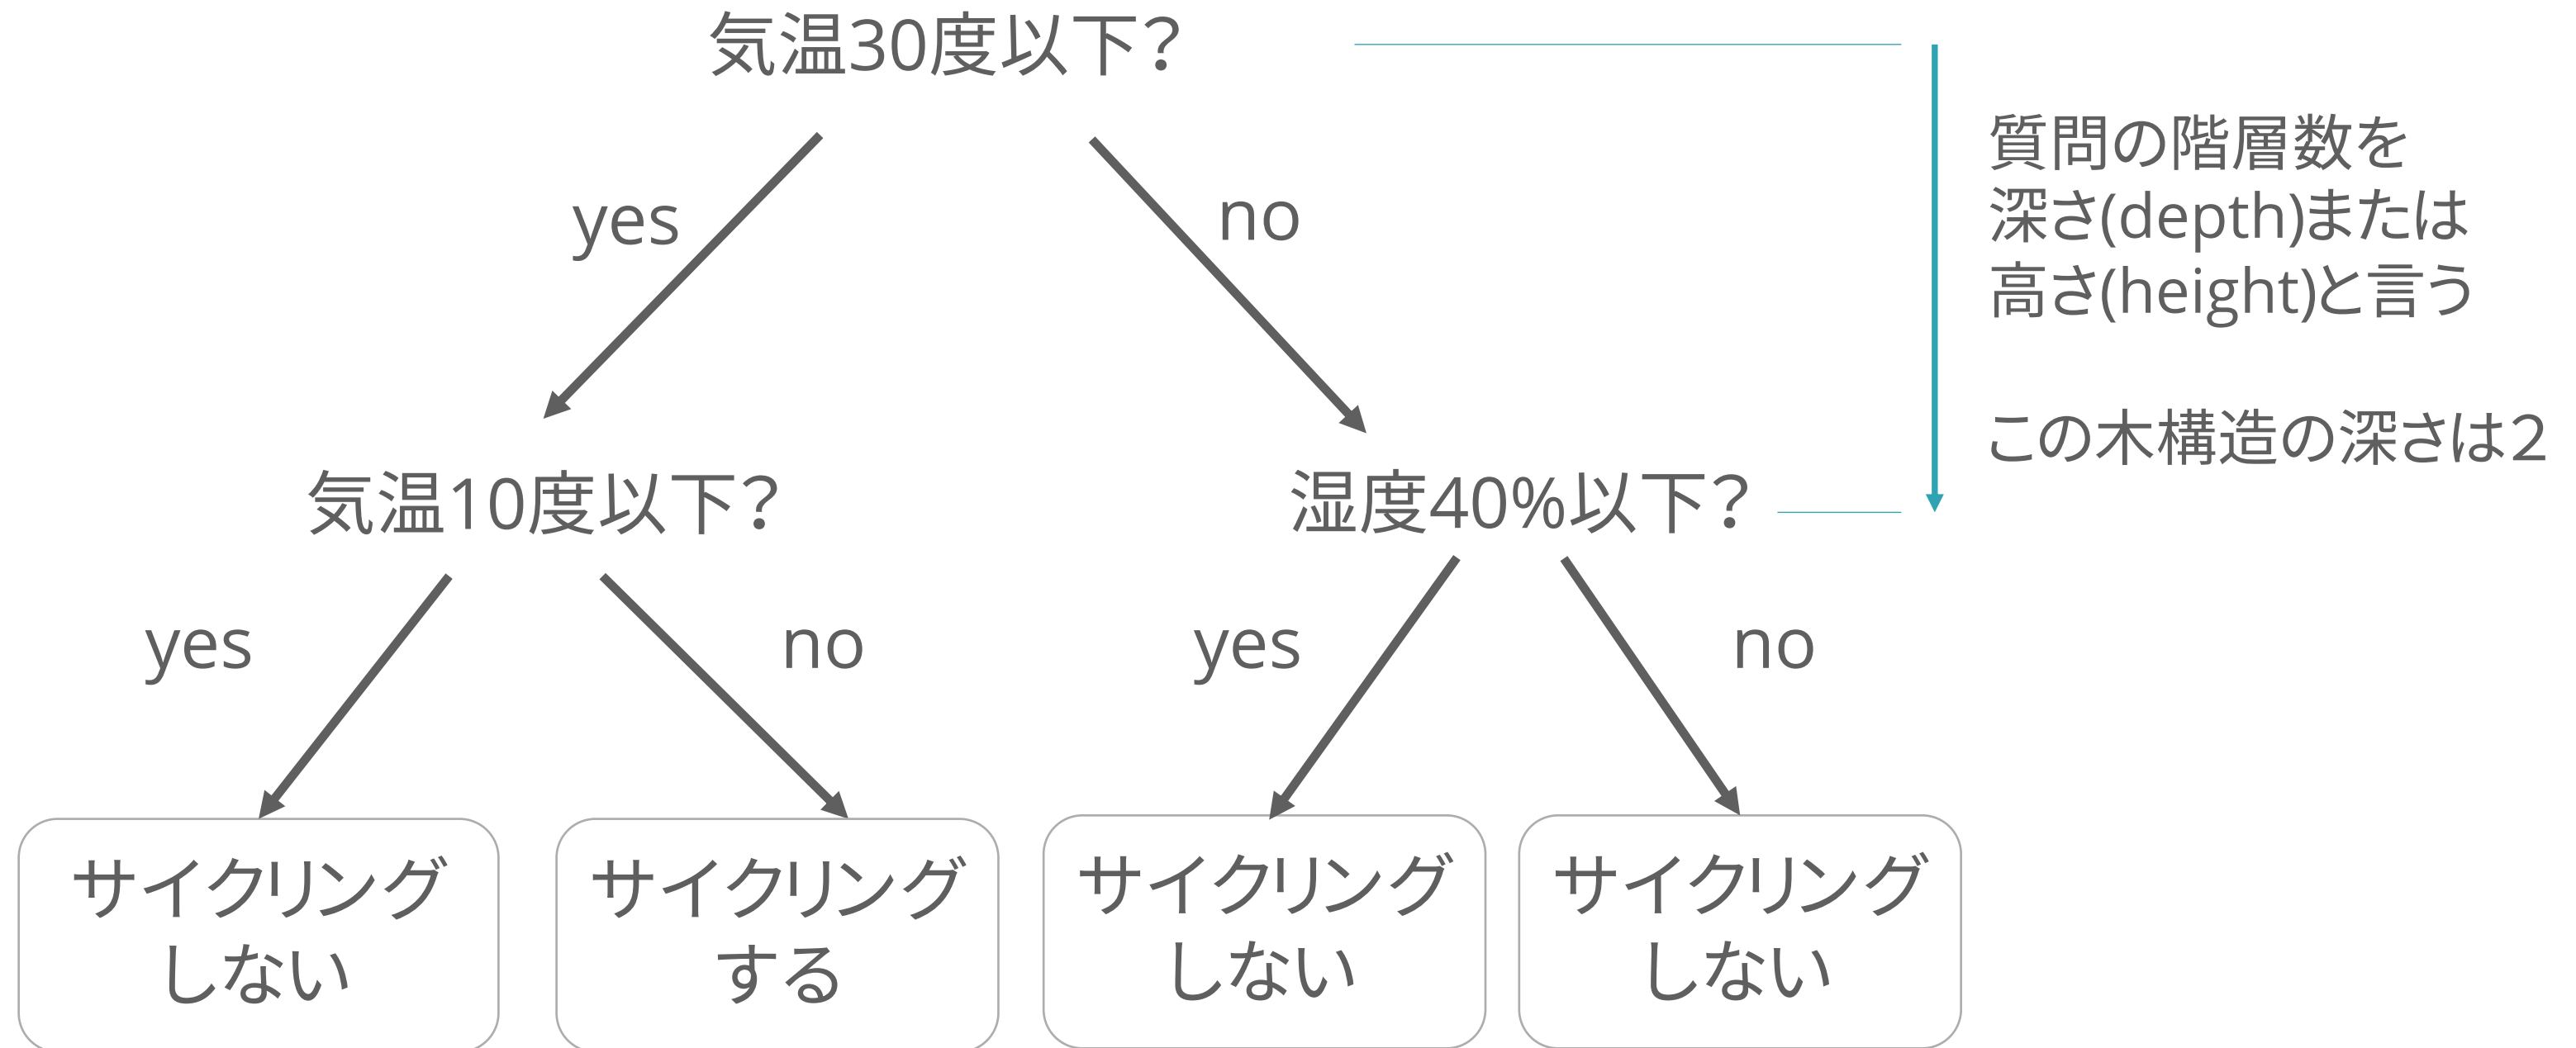 気温30度以下？
質問の階層数を
深さ(depth)または
高さ(height)と言う
この木構造の深さは２
yes
no
気温10度以下？
湿度40%以下？
yes
no
yes
no
サイクリング
しない
サイクリング
する
サイクリング
しない
サイクリング
しない